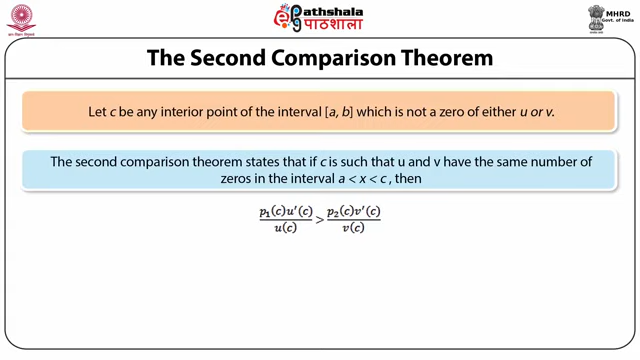 ePathshala
पाठशाला
MHRD
Govt. of India
The Second Comparison Theorem
Let c be any interior point of the interval [a, b] which is not a zero of either u or v.
The second comparison theorem states that if c is such that u and v have the same number of
zeros in the interval a < x < c , then
p₁(c)u′(c)/u(c) > p₂(c)v′(c)/v(c)